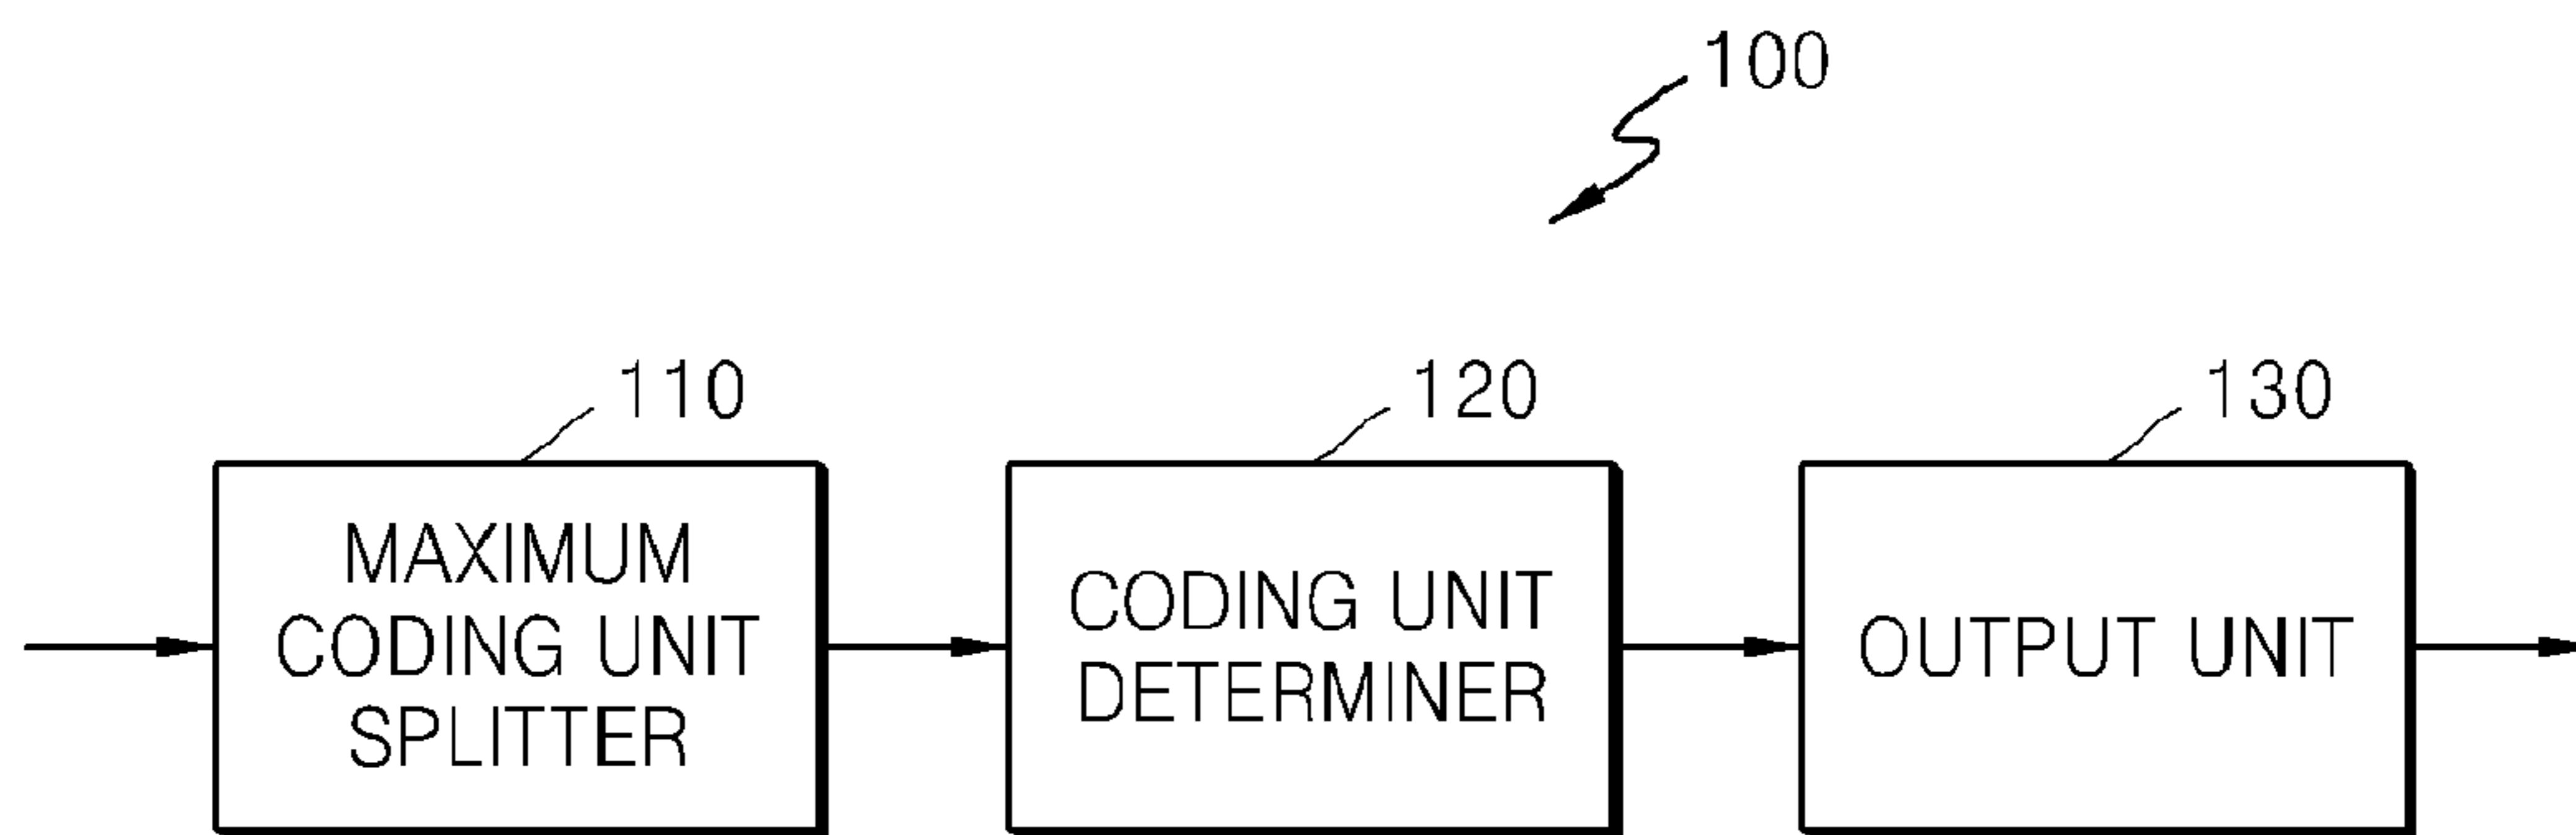 100
110
120
130
MAXIMUM
CODING UNIT
SPLITTER
CODING UNIT
DETERMINER
OUTPUT UNIT